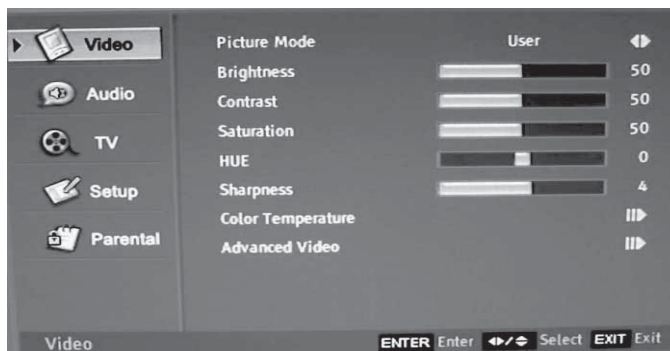 Video
Audio
TV
Setup
Parental
Picture Mode User
Brightness 50
Contrast 50
Saturation 50
HUE 0
Sharpness 4
Color Temperature
Advanced Video
Video ENTER Enter Select EXIT Exit